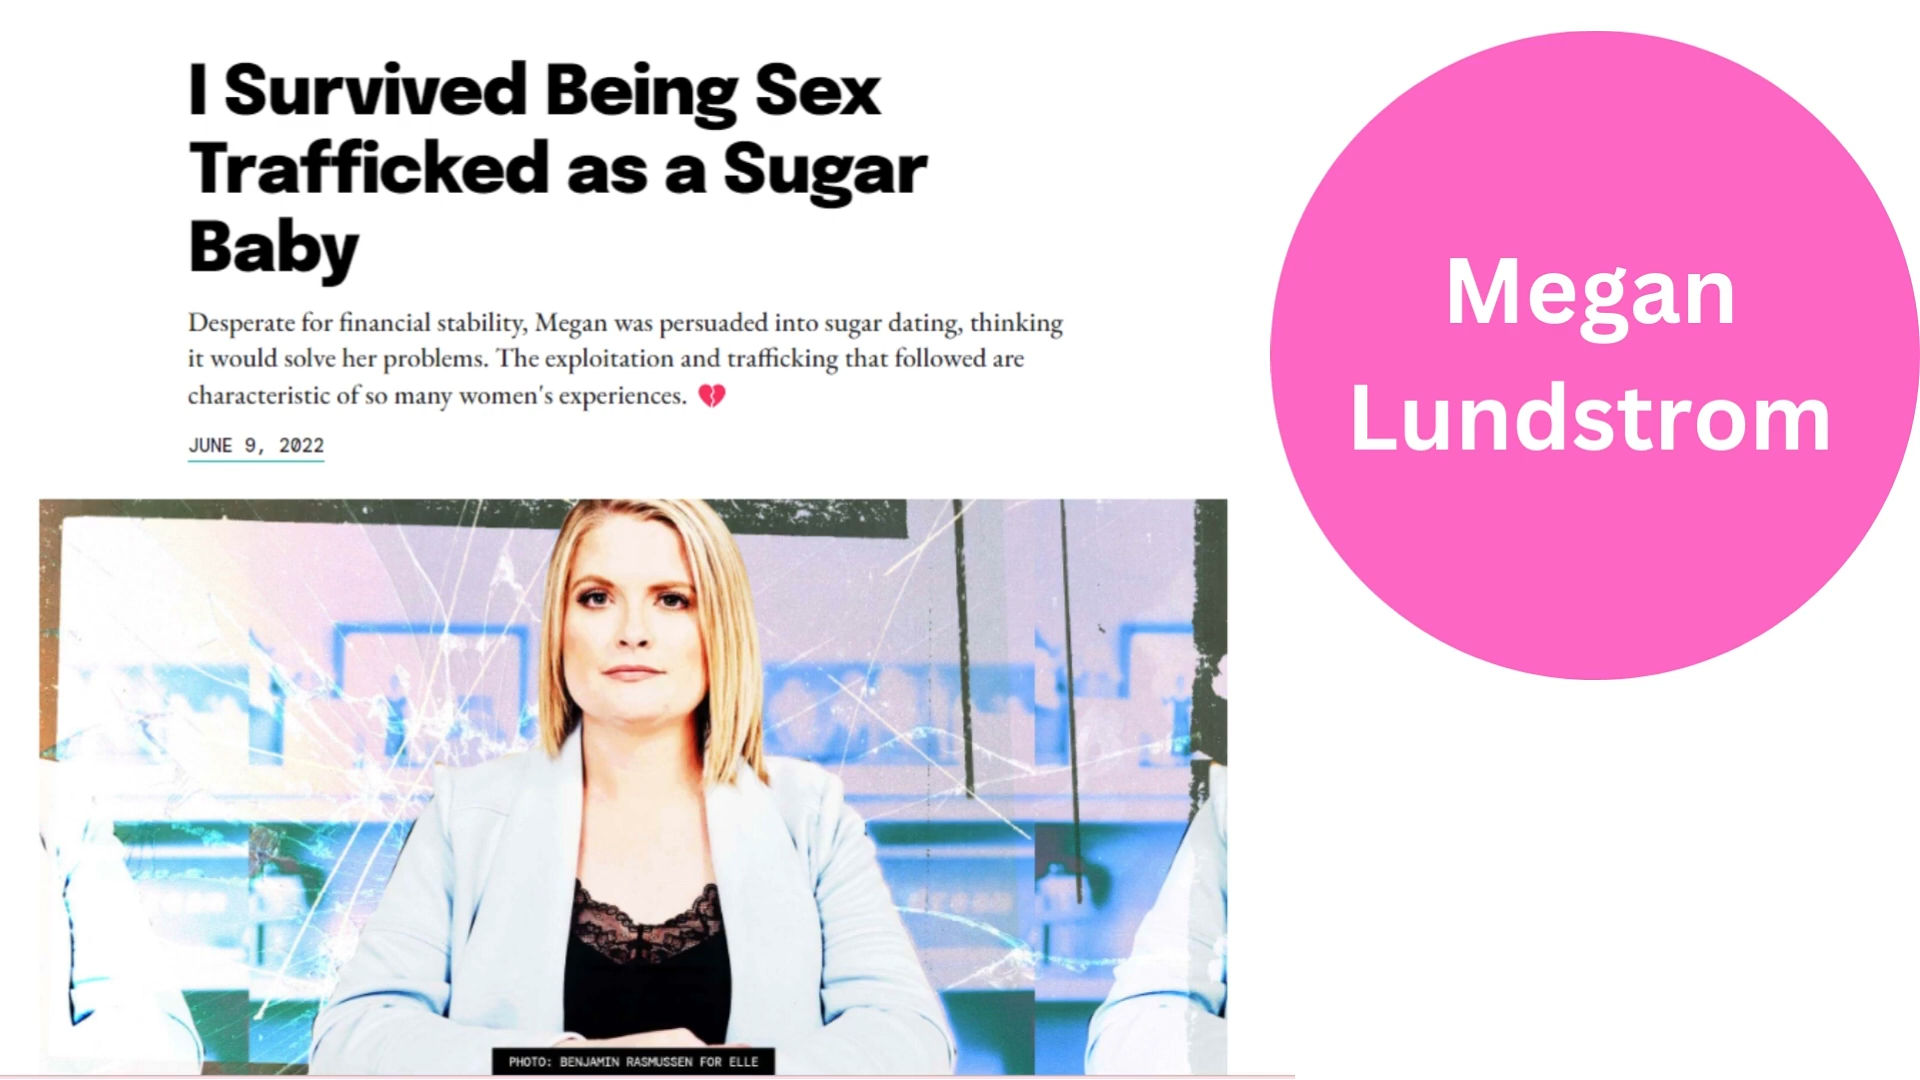 I Survived Being Sex
Trafficked as a Sugar
Baby
Desperate for financial stability, Megan was persuaded into sugar dating, thinking
it would solve her problems. The exploitation and trafficking that followed are
characteristic of so many women's experiences. 💔
JUNE 9, 2022
PHOTO: BENJAMIN RASMUSSEN FOR ELLE
Megan
Lundstrom